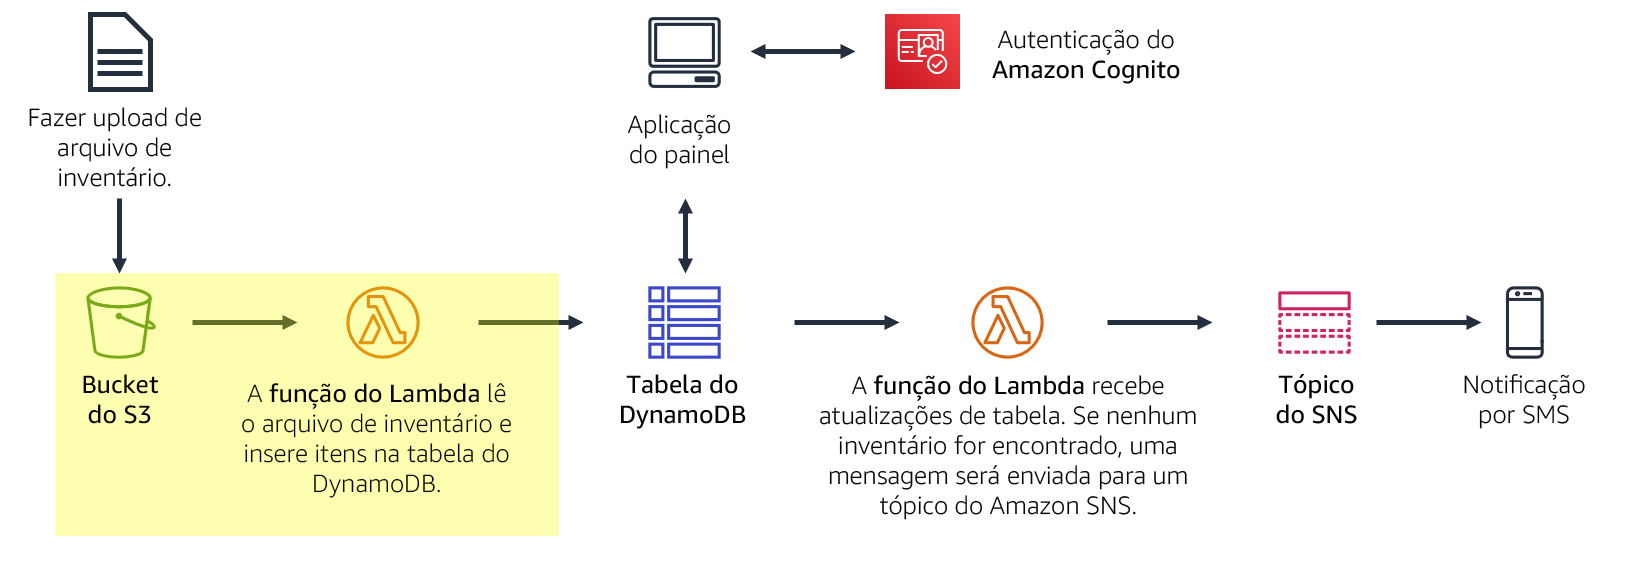 Fazer upload de
arquivo de
inventário.
Aplicação
do painel
Autenticação do
Amazon Cognito
Bucket
do S3
A função do Lambda lê
o arquivo de inventário e
insere itens na tabela do
DynamoDB.
Tabela do
DynamoDB
A função do Lambda recebe
atualizações de tabela. Se nenhum
inventário for encontrado, uma
mensagem será enviada para um
tópico do Amazon SNS.
Tópico
do SNS
Notificação
por SMS